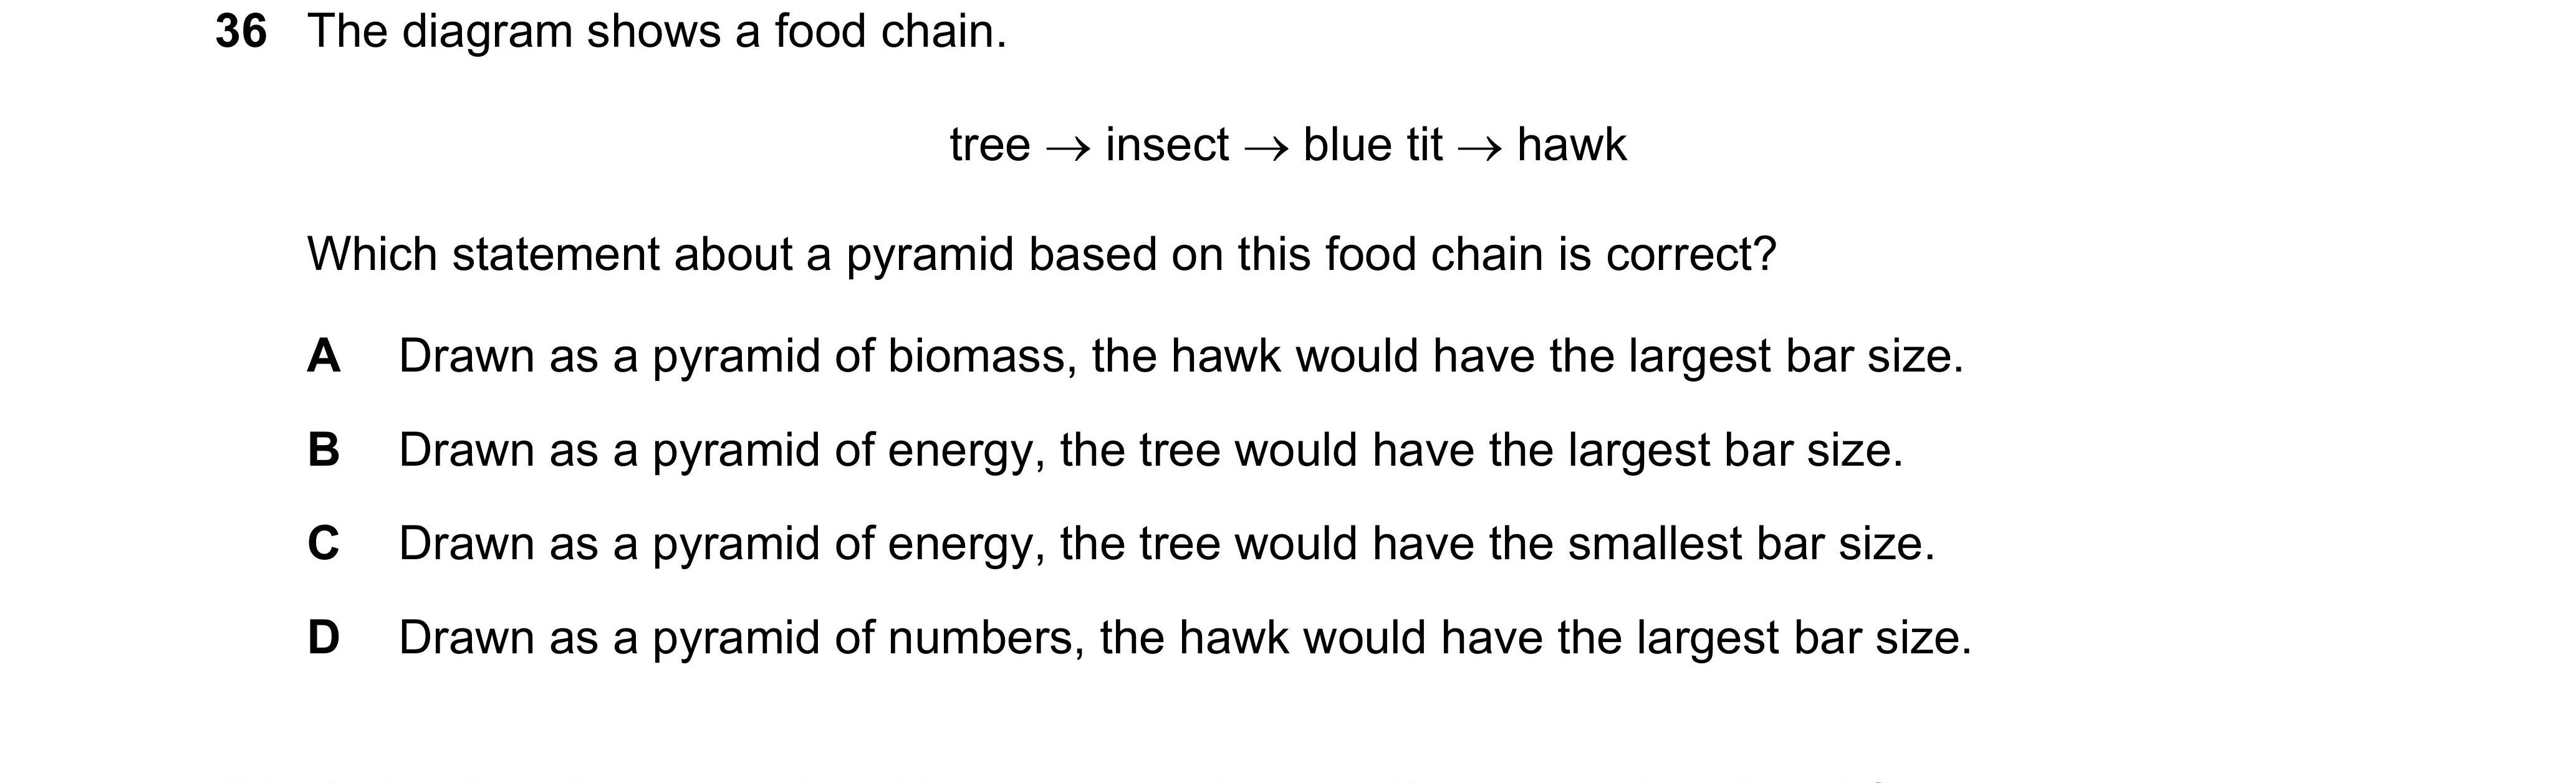 36 The diagram shows a food chain.
tree → insect → blue tit → hawk
Which statement about a pyramid based on this food chain is correct?
A Drawn as a pyramid of biomass, the hawk would have the largest bar size.
B Drawn as a pyramid of energy, the tree would have the largest bar size.
C Drawn as a pyramid of energy, the tree would have the smallest bar size.
D Drawn as a pyramid of numbers, the hawk would have the largest bar size.